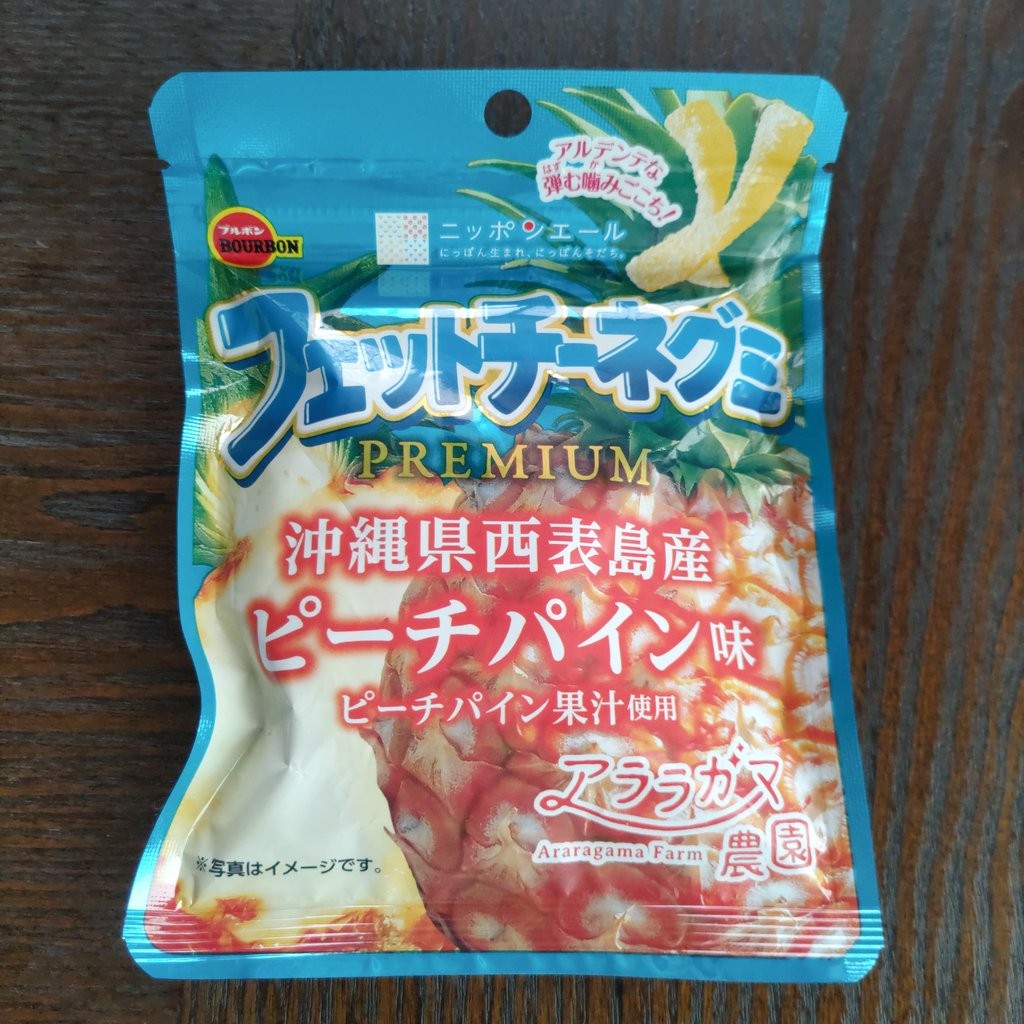 アルデンテな
はず か
弾む噛みごこち!
ブルボン
BOURBON
ニッポンエール
にっぽん生まれ、にっぽんそだち。
フェットチーネグミ
PREMIUM
沖縄県西表島産
ピーチパイン味
ピーチパイン果汁使用
アララガマ
農園
Araragama Farm
※写真はイメージです。